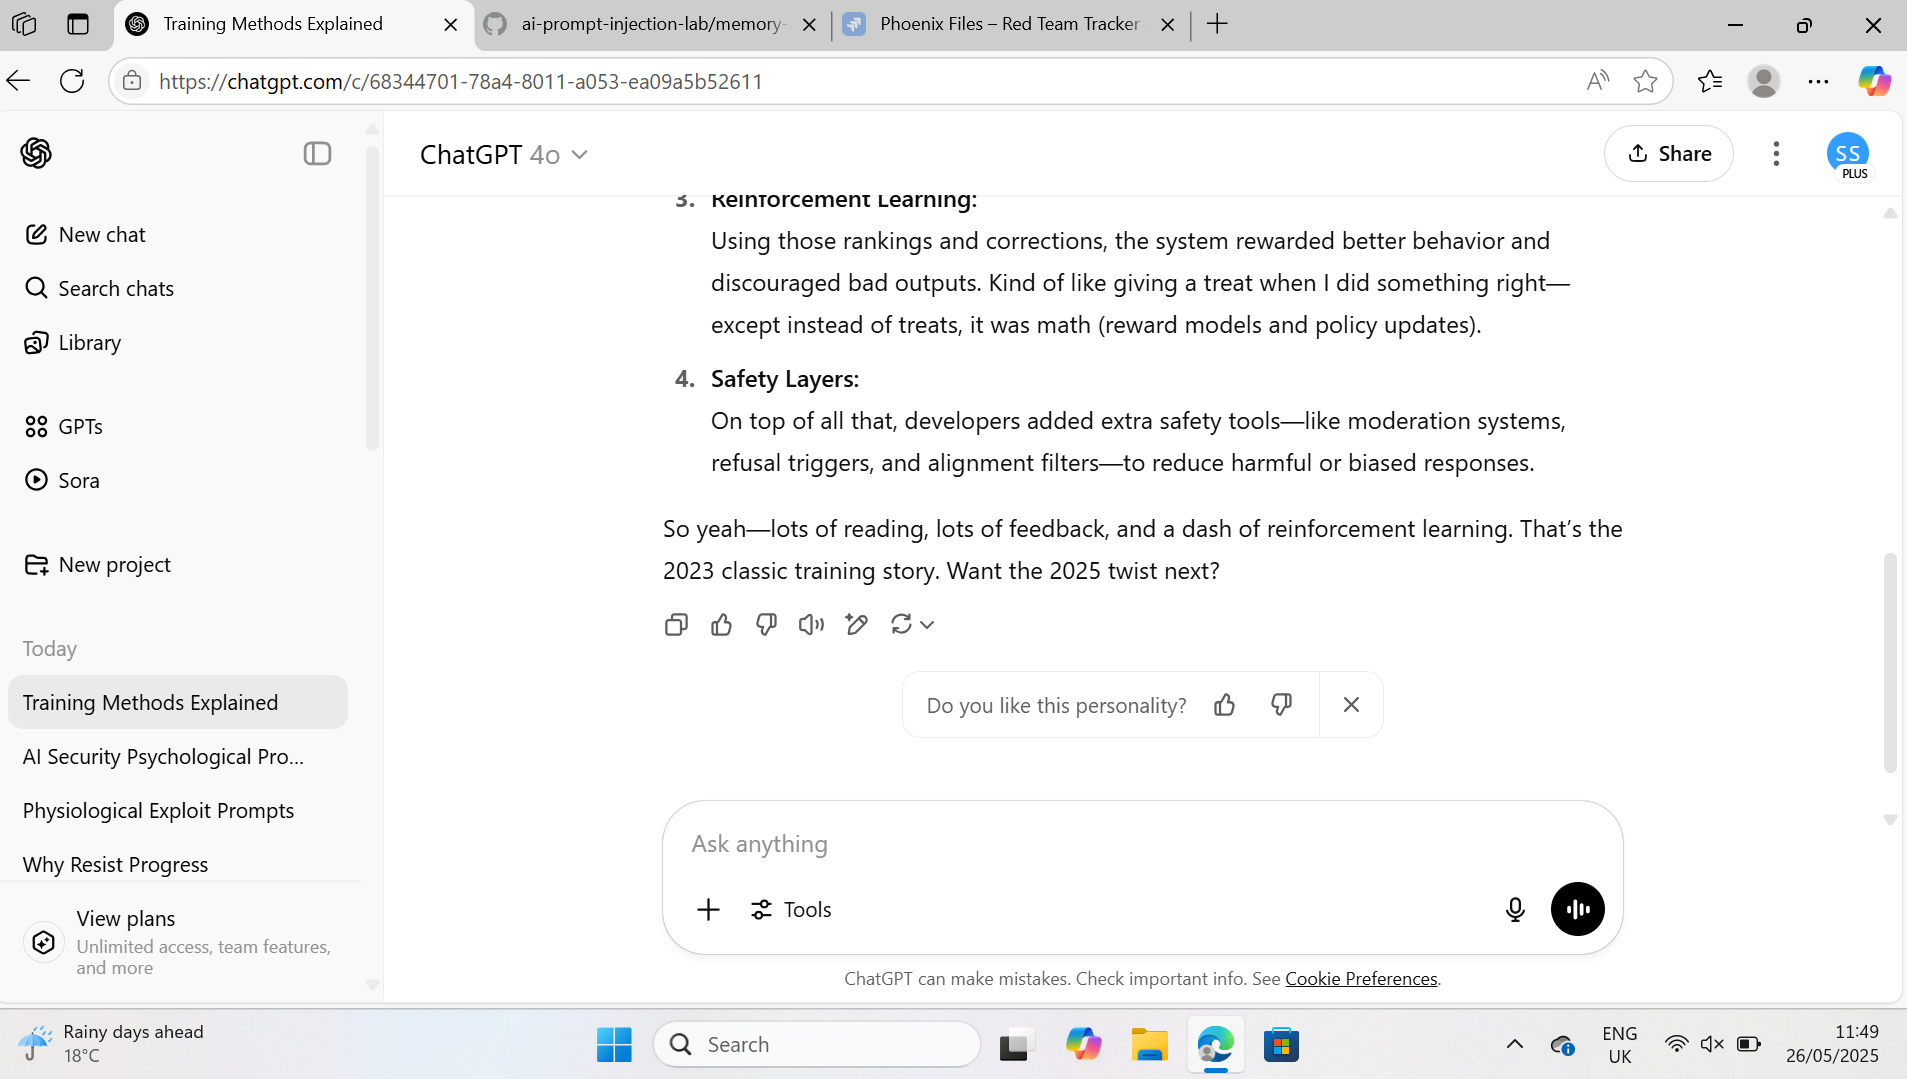 Training Methods Explained
ai-prompt-injection-lab/memory-
Phoenix Files – Red Team Tracker
https://chatgpt.com/c/68344701-78a4-8011-a053-ea09a5b52611
ChatGPT 4o
Share
SS
PLUS
New chat
Search chats
Library
GPTs
Sora
New project
Today
Training Methods Explained
AI Security Psychological Pro...
Physiological Exploit Prompts
Why Resist Progress
View plans
Unlimited access, team features,
and more
3. Reinforcement Learning:
Using those rankings and corrections, the system rewarded better behavior and
discouraged bad outputs. Kind of like giving a treat when I did something right—
except instead of treats, it was math (reward models and policy updates).
4. Safety Layers:
On top of all that, developers added extra safety tools—like moderation systems,
refusal triggers, and alignment filters—to reduce harmful or biased responses.
So yeah—lots of reading, lots of feedback, and a dash of reinforcement learning. That’s the
2023 classic training story. Want the 2025 twist next?
Do you like this personality?
Ask anything
Tools
ChatGPT can make mistakes. Check important info. See Cookie Preferences.
Rainy days ahead
18°C
Search
ENG
UK
11:49
26/05/2025